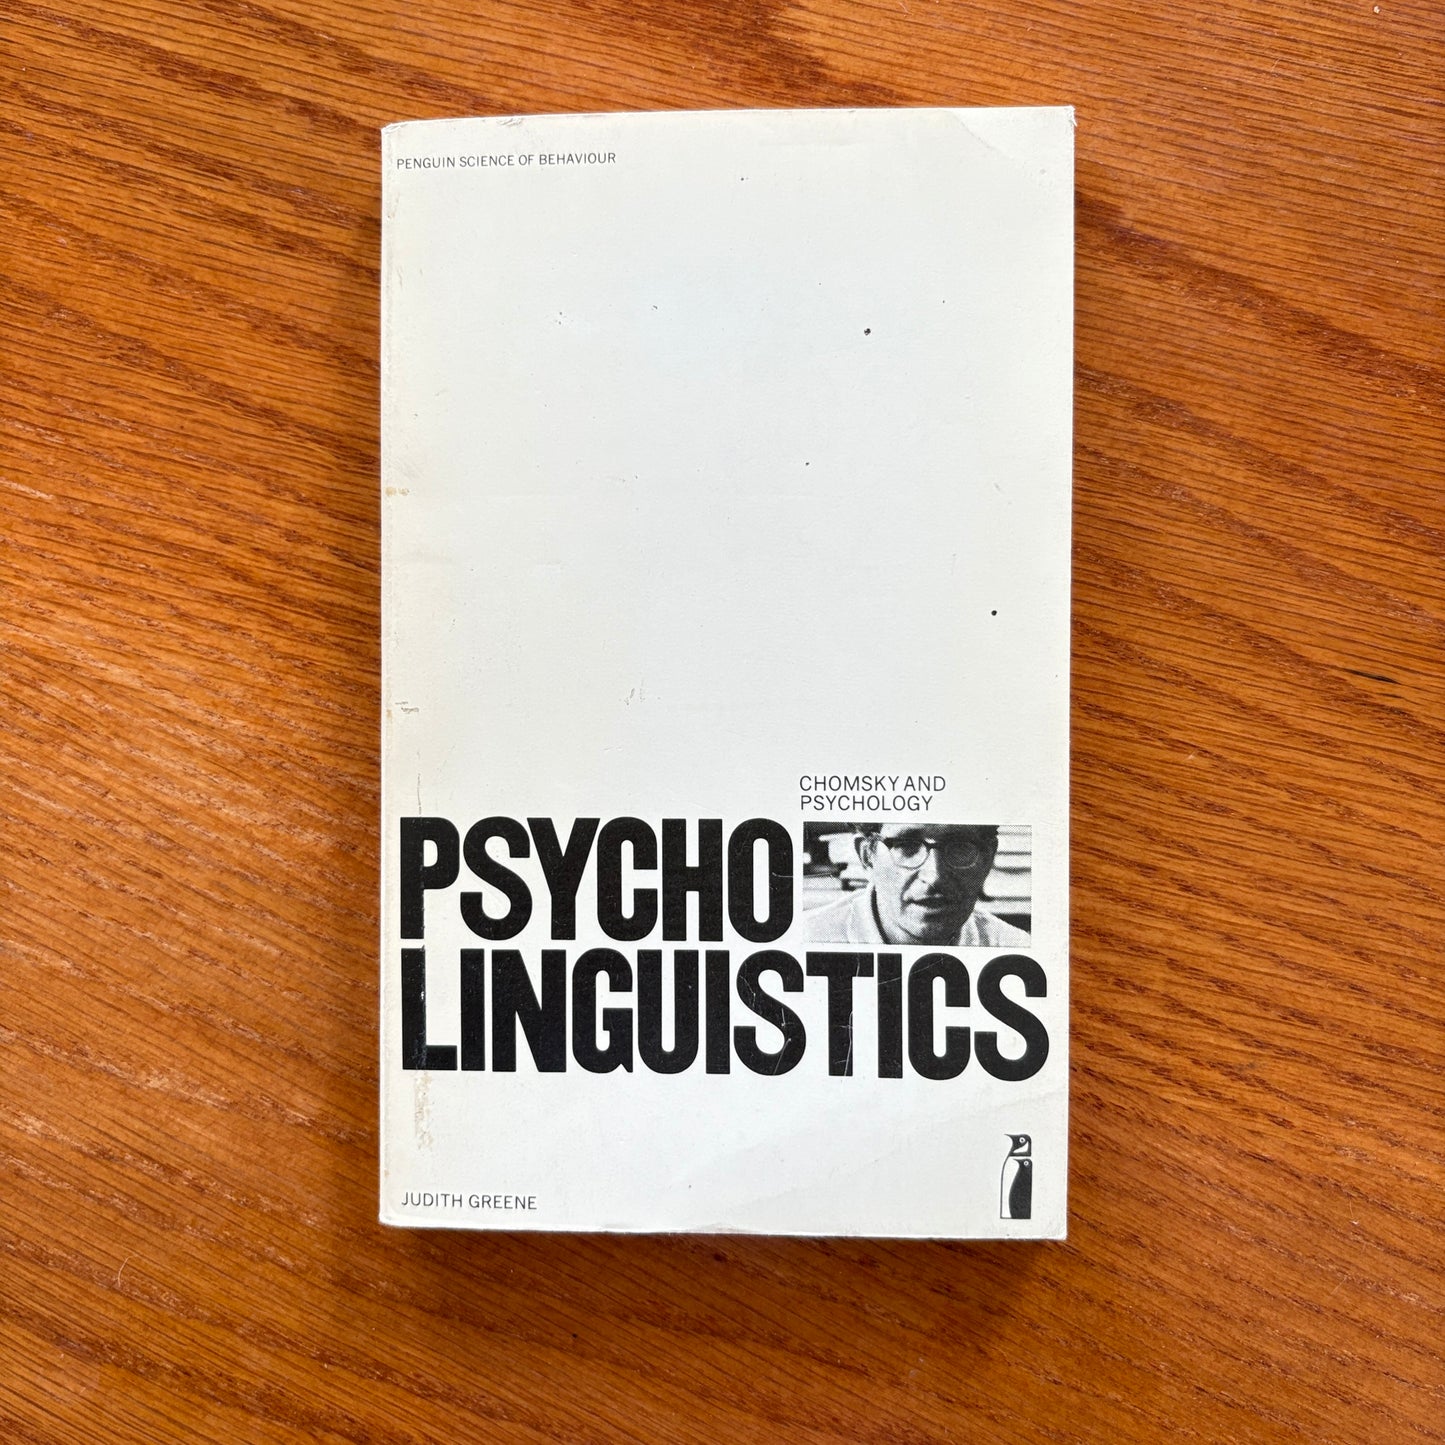 PENGUIN SCIENCE OF BEHAVIOUR
CHOMSKY AND
PSYCHOLOGY
PSYCHO
LINGUISTICS
JUDITH GREENE